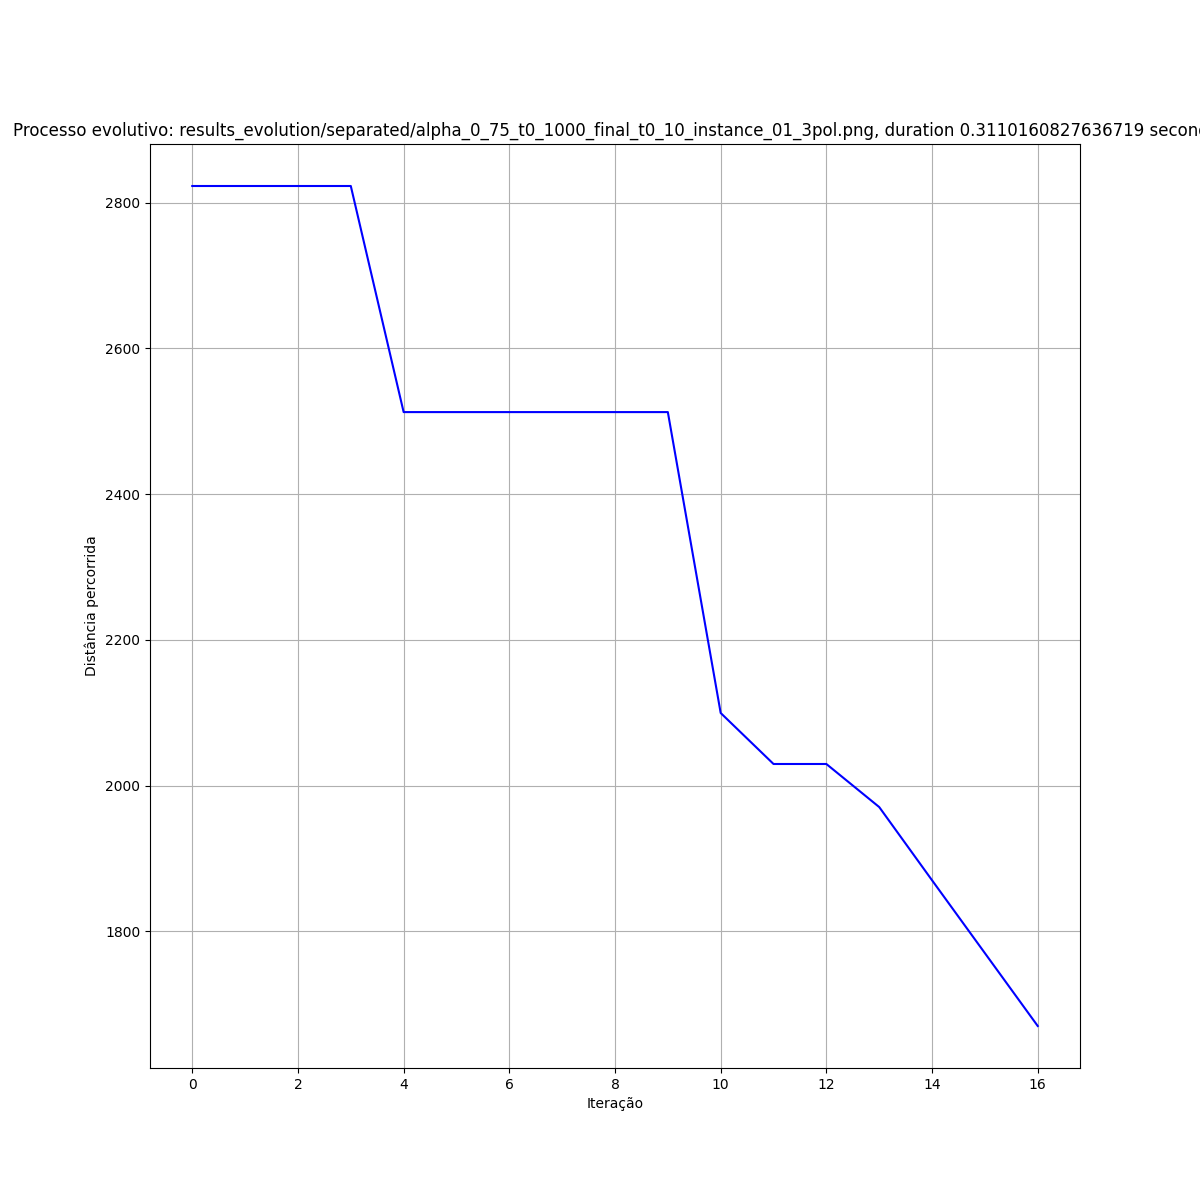 Processo evolutivo: results_evolution/separated/alpha_0_75_t0_1000_final_t0_10_instance_01_3pol.png, duration 0.3110160827636719
2800
2600
2400
2200
2000
1800
Distância percorrida
0 2 4 6 8 10 12 14 16
Iteração